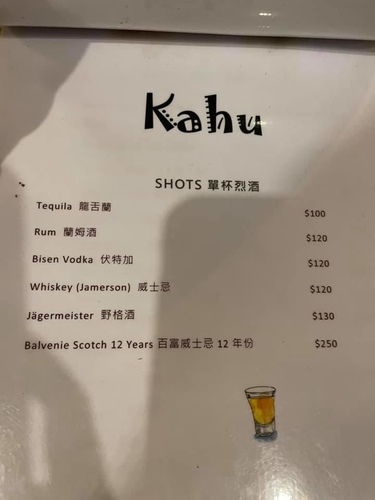 Kahu
SHOTS 單杯烈酒
Tequila 龍舌蘭 $100
Rum 蘭姆酒 $120
Bisen Vodka 伏特加 $120
Whiskey (Jamerson) 威士忌 $120
Jägermeister 野格酒 $130
Balvenie Scotch 12 Years 百富威士忌 12 年份 $250